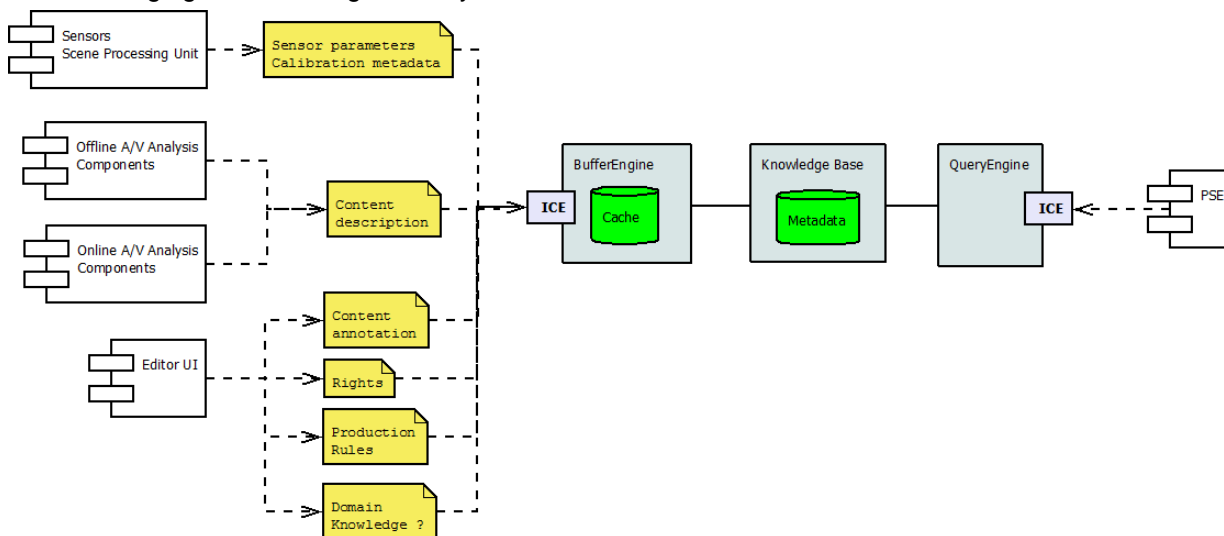 Sensors
Scene Processing Unit
Sensor parameters
Calibration metadata
Offline A/V Analysis
Components
Online A/V Analysis
Components
Content
description
Editor UI
Content
annotation
Rights
Production
Rules
Domain
Knowledge ?
ICE
BufferEngine
Cache
Knowledge Base
Metadata
QueryEngine
ICE
PSE